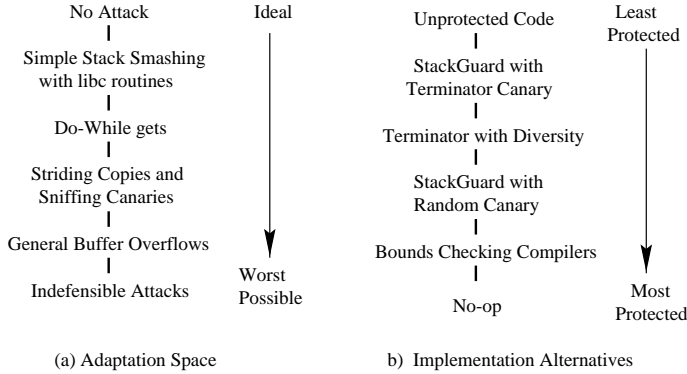 No Attack
Simple Stack Smashing
with libc routines
Do-While gets
Striding Copies and
Sniffing Canaries
General Buffer Overflows
Indefensible Attacks
Ideal
Worst
Possible
(a) Adaptation Space
Unprotected Code
StackGuard with
Terminator Canary
Terminator with Diversity
StackGuard with
Random Canary
Bounds Checking Compilers
No-op
Least
Protected
Most
Protected
b) Implementation Alternatives